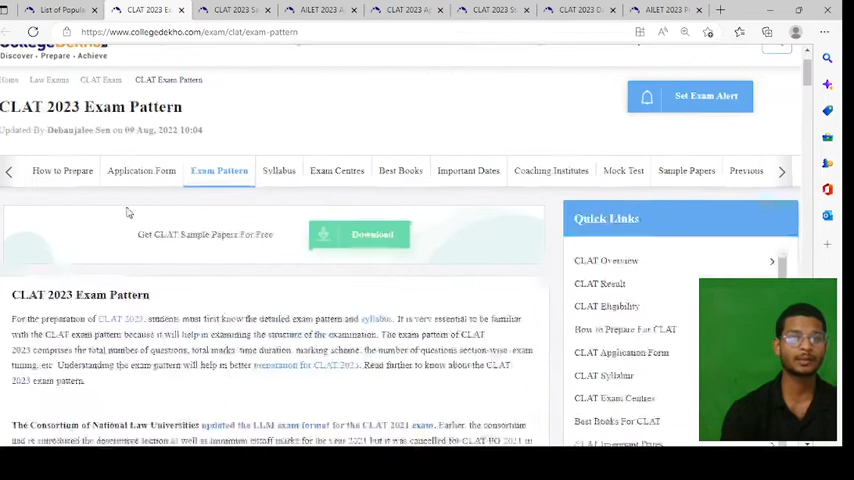 List of Popula
CLAT 2023 Ex
CLAT 2023 S
AILET 2023
CLAT 2023 Ap
CLAT 2023 S
CLAT 2023 D
AILET 2023 P
https://www.collegedekho.com/exam/clat/exam-pattern
Discover • Prepare • Achieve
Home Law Exams CLAT Exam CLAT 2023 Exam Pattern
CLAT 2023 Exam Pattern
Set Exam Alert
Updated By Debanjalee Sen on 09 Aug, 2022 10:04
How to Prepare Application Form Exam Pattern Syllabus Exam Centres Best Books Important Dates Coaching Institutes Mock Test Sample Papers Previous
Get CLAT Sample Papers For Free
Download
CLAT 2023 Exam Pattern
For the preparation of CLAT 2023, students must first know the detailed exam pattern and syllabus. It is very essential to be familiar
with the CLAT exam pattern because it will help in examining the structure of the examination. The exam pattern of CLAT
2023 comprises the total number of questions, total marks, time duration, marking scheme, the number of questions section-wise, exam
timing, etc. Understanding the exam pattern will help in better preparation for CLAT 2023. Read further to know about the CLAT
2023 exam pattern.
The Consortium of National Law Universities updated the LLM exam format for the CLAT 2021 exam. Earlier, the consortium
Quick Links
CLAT Overview
CLAT Result
CLAT Eligibility
How to Prepare For CLAT
CLAT Application Form
CLAT Syllabus
CLAT Exam Centres
Best Books For CLAT
CLAT Important Dates